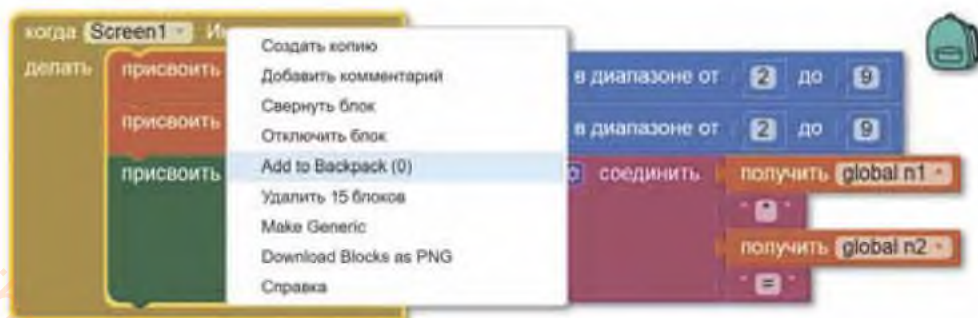 когда Screen1 Ин
делать присвоить в диапазоне от 2 до 9
присвоить в диапазоне от 2 до 9
присвоить соединить получить global n1
" * "
получить global n2
" = "
Создать копию
Добавить комментарий
Свернуть блок
Отключить блок
Add to Backpack (0)
Удалить 15 блоков
Make Generic
Download Blocks as PNG
Справка